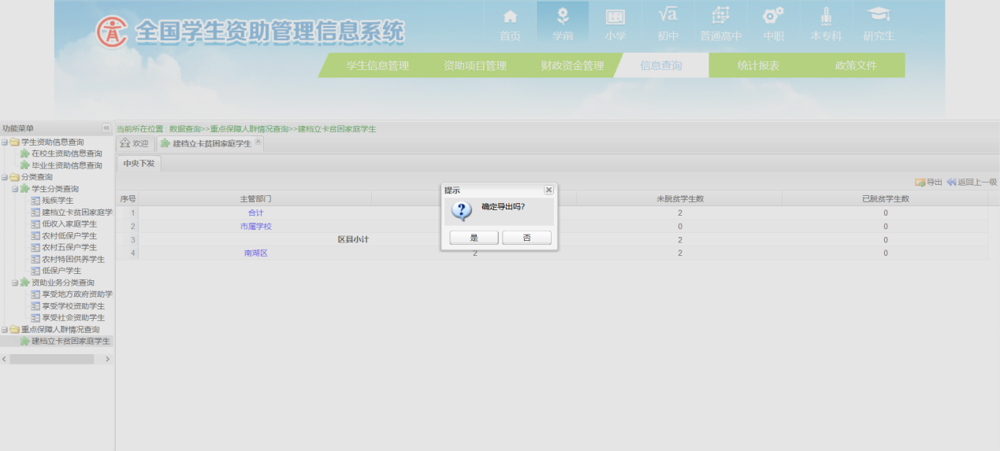 全国学生资助管理信息系统
首页 学前 小学 初中 普通高中 中职 本专科 研究生
学生信息管理 资助项目管理 财政资金管理 信息查询 统计报表 政策文件
功能菜单
学生资助信息查询
在校生资助信息查询
毕业生资助信息查询
分类查询
学生分类查询
残疾学生
建档立卡贫困家庭学
低收入家庭学生
农村低保户学生
农村五保户学生
农村特困供养学生
低保户学生
资助业务分类查询
享受地方政府资助学
享受学校资助学生
享受社会资助学生
重点保障人群情况查询
建档立卡贫困家庭学生
当前所在位置 : 数据查询>>重点保障人群情况查询>>建档立卡贫困家庭学生
欢迎 建档立卡贫困家庭学生
中央下发
导出 返回上一级
序号 主管部门 未脱贫学生数 已脱贫学生数
1 合计 2 0
2 市属学校 0 0
3 区县小计 2 0
4 南湖区 2 2 0
提示
确定导出吗?
是 否